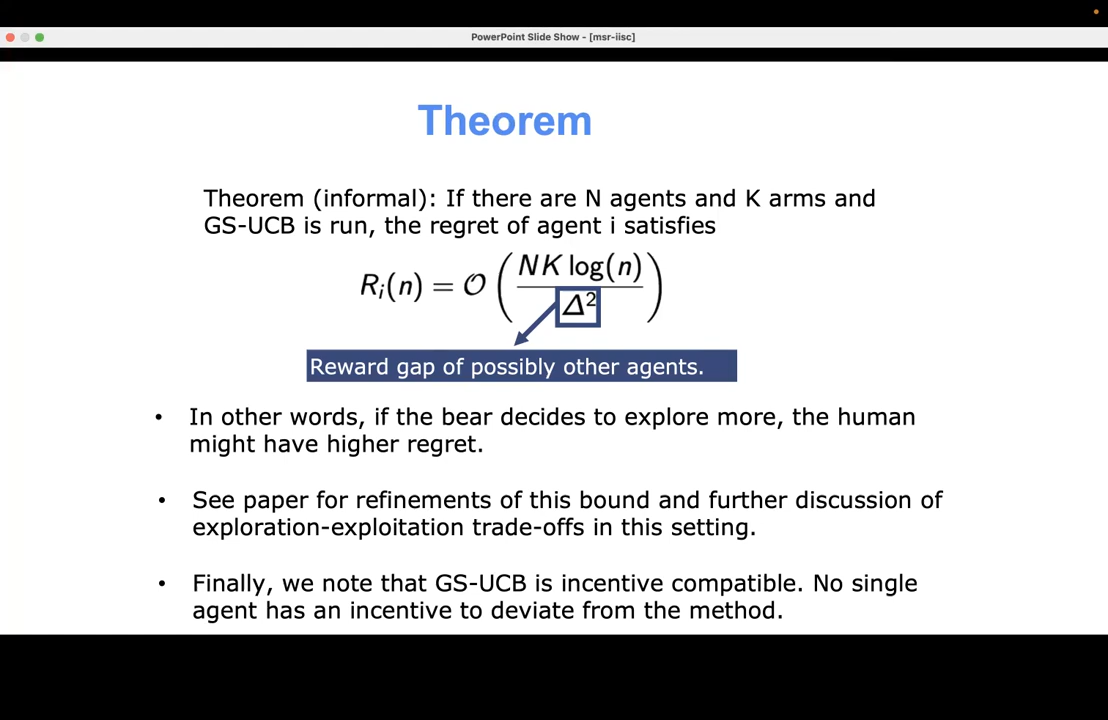 PowerPoint Slide Show - [msr-iisc]
Theorem
Theorem (informal): If there are N agents and K arms and
GS-UCB is run, the regret of agent i satisfies
Rᵢ(n) = 𝒪 ( NK log(n) / Δ² )
Reward gap of possibly other agents.
• In other words, if the bear decides to explore more, the human
might have higher regret.
• See paper for refinements of this bound and further discussion of
exploration-exploitation trade-offs in this setting.
• Finally, we note that GS-UCB is incentive compatible. No single
agent has an incentive to deviate from the method.